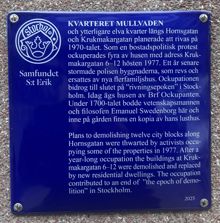 KVARTERET MULLVADEN
och ytterligare elva kvarter längs Hornsgatan
och Krukmakargatan planerade att rivas på
1970-talet. Som en bostadspolitisk protest
ockuperades fyra av husen med adress Kruk-
makargatan 6-12 hösten 1977. Ett år senare
stormade polisen byggnaderna, som revs och
ersattes av nya flerfamiljshus. Ockupationen
bidrog till slutet på "rivningsepoken" i Stock-
holm. Idag ägs husen av Brf Ockupanten.
Under 1700-talet bodde vetenskapsmannen
och filosofen Emanuel Swedenborg här och
inne på gården finns en kopia av hans lusthus.
Samfundet
S:t Erik
Plans to demolish twelve city blocks along
Hornsgatan were thwarted by activists occu-
pying some of the properties in 1977. After a
year-long occupation the buildings at Kruk-
makargatan 6-12 were demolished and replaced
by new residential dwellings. The occupation
contributed to an end of "the epoch of demo-
lition" in Stockholm.
2025